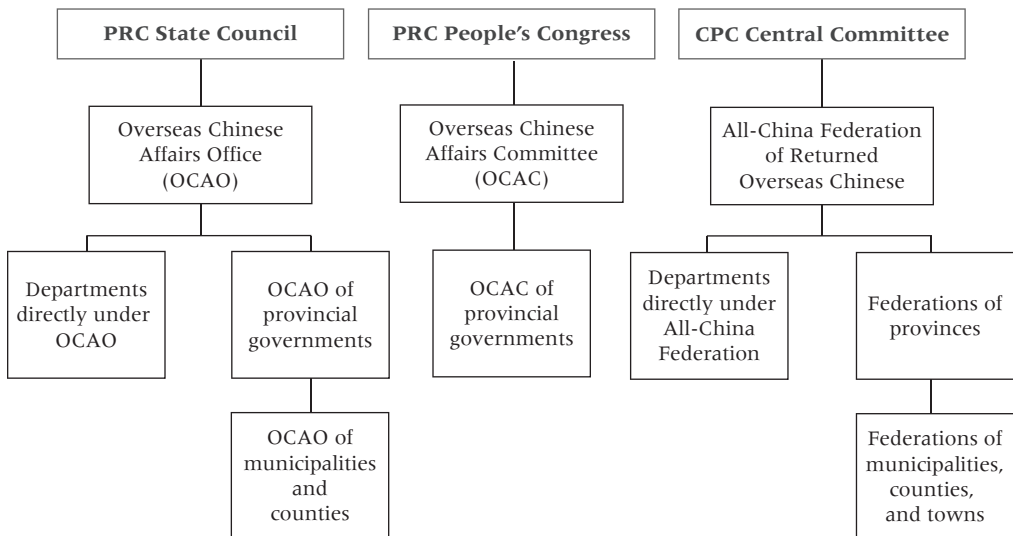 PRC State Council
PRC People's Congress
CPC Central Committee
Overseas Chinese
Affairs Office
(OCAO)
Overseas Chinese
Affairs Committee
(OCAC)
All-China Federation
of Returned
Overseas Chinese
Departments
directly under
OCAO
OCAO of
provincial
governments
OCAC of
provincial
governments
Departments
directly under
All-China
Federation
Federations of
provinces
OCAO of
municipalities
and
counties
Federations of
municipalities,
counties,
and towns